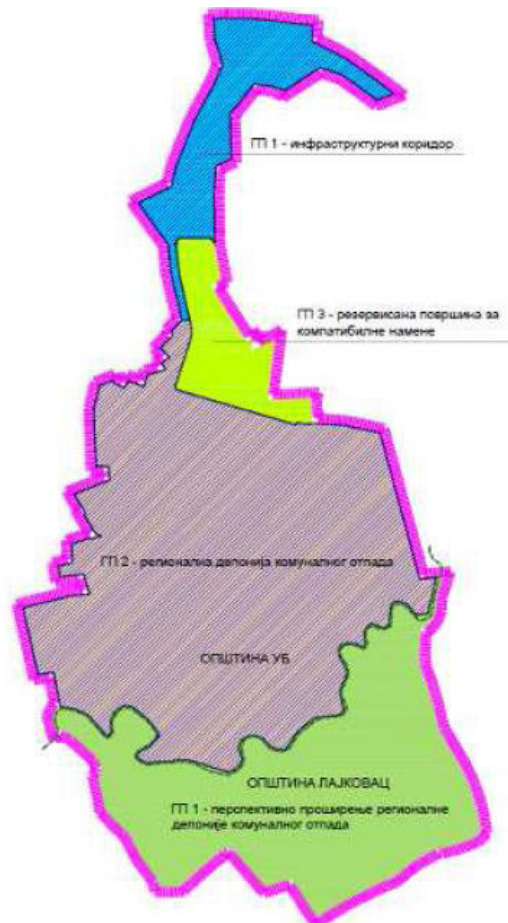 ГП 1 - инфраструктурни коридор
ГП 3 - резервисана површина за
компатибилне намене
ГП 2 - регионална депонија комуналног отпада
ОПШТИНА УБ
ОПШТИНА ЛАЈКОВАЦ
ГП 1 - перспективно проширење регионалне
депоније комуналног отпада